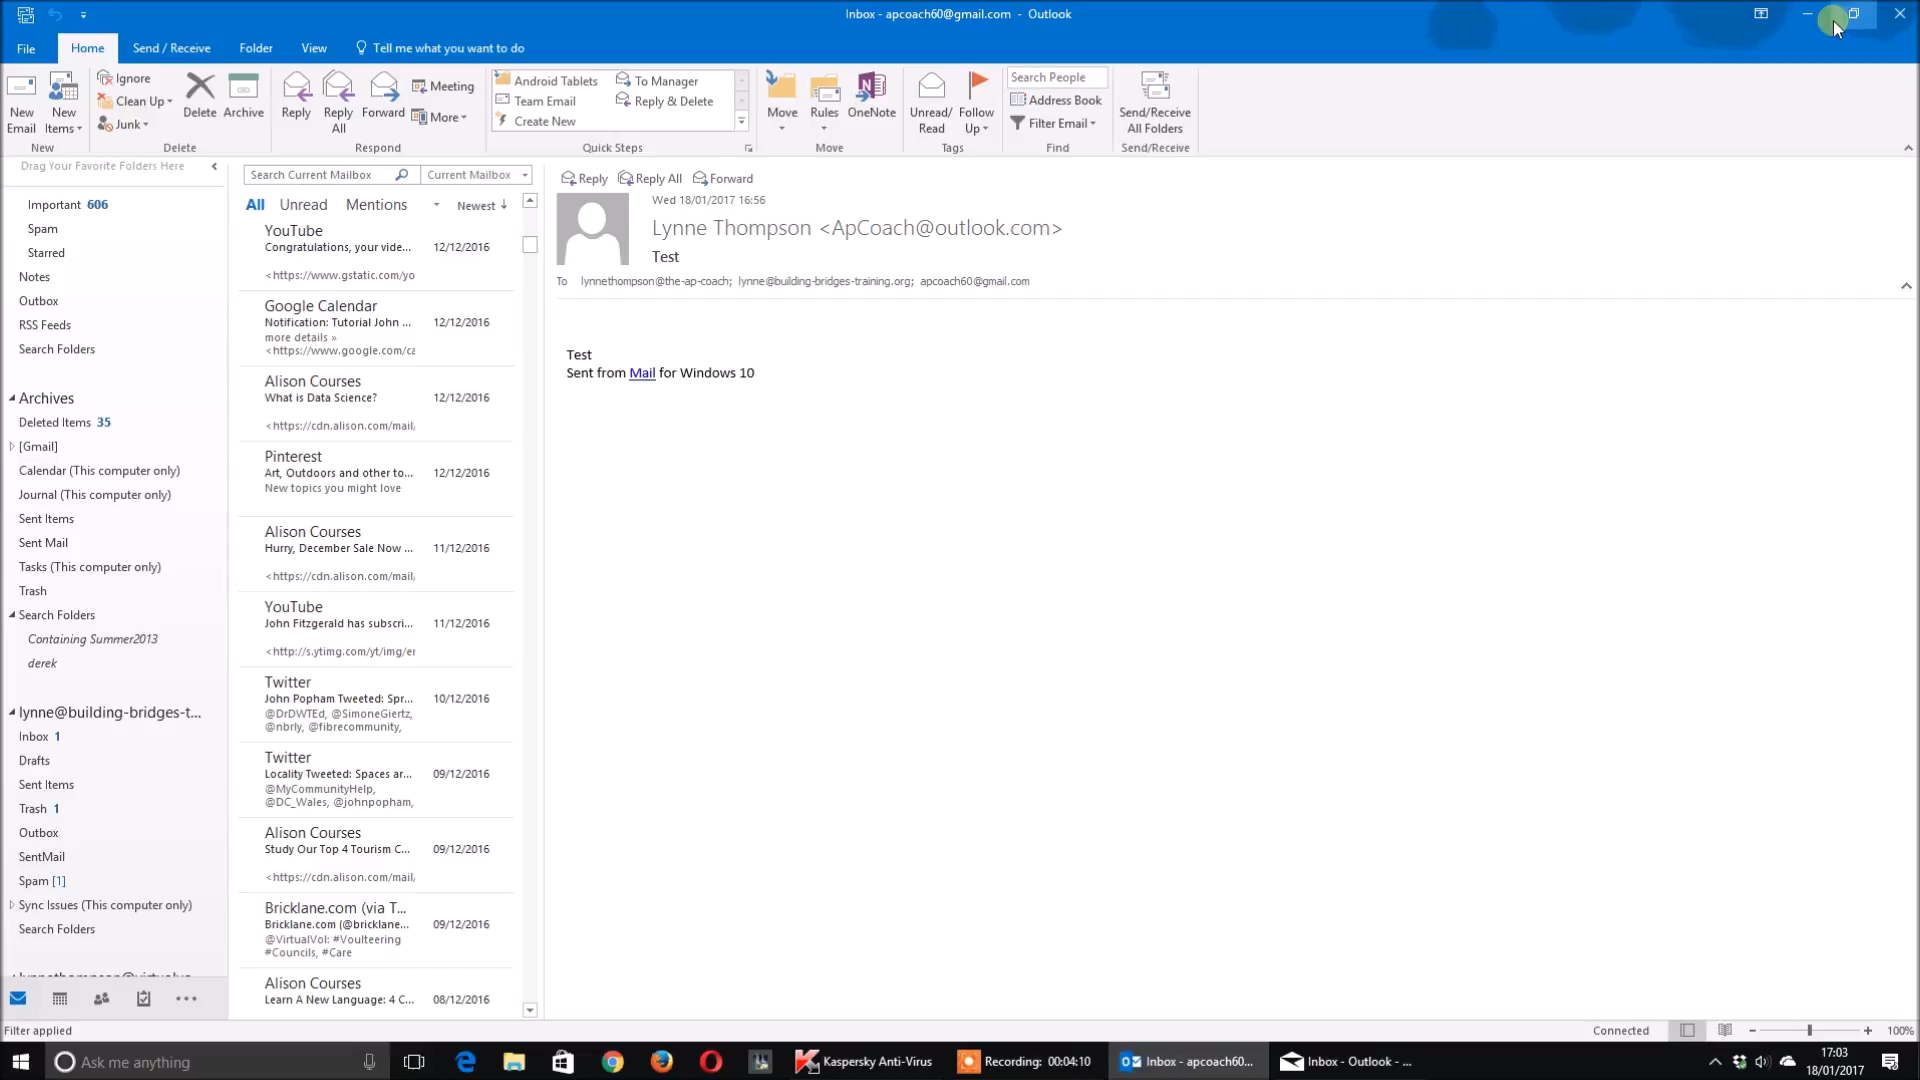 Inbox - apcoach60@gmail.com - Outlook
File Home Send / Receive Folder View Tell me what you want to do
New Email
New Items
Ignore
Clean Up
Junk
Delete
Archive
Reply
Reply All
Forward
Meeting
More
Android Tablets
Team Email
Create New
To Manager
Reply & Delete
Move
Rules
OneNote
Unread/ Read
Follow Up
Search People
Address Book
Filter Email
Send/Receive All Folders
New Delete Respond Quick Steps Move Tags Find Send/Receive
Drag Your Favorite Folders Here
Important 606
Spam
Starred
Notes
Outbox
RSS Feeds
Search Folders
Archives
Deleted Items 35
[Gmail]
Calendar (This computer only)
Journal (This computer only)
Sent Items
Sent Mail
Tasks (This computer only)
Trash
Search Folders
Containing Summer2013
derek
lynne@building-bridges-t...
Inbox 1
Drafts
Sent Items
Trash 1
Outbox
SentMail
Spam [1]
Sync Issues (This computer only)
Search Folders
Search Current Mailbox Current Mailbox
All Unread Mentions Newest
YouTube
Congratulations, your vide... 12/12/2016
<https://www.gstatic.com/yo
Google Calendar
Notification: Tutorial John ... 12/12/2016
more details »
<https://www.google.com/ca
Alison Courses
What is Data Science? 12/12/2016
<https://cdn.alison.com/mail/
Pinterest
Art, Outdoors and other to... 12/12/2016
New topics you might love
Alison Courses
Hurry, December Sale Now ... 11/12/2016
<https://cdn.alison.com/mail/
YouTube
John Fitzgerald has subscri... 11/12/2016
<http://s.ytimg.com/yt/img/er
Twitter
John Popham Tweeted: Spr... 10/12/2016
@DrDWTEd, @SimoneGiertz,
@nbrly, @fibrecommunity,
Twitter
Locality Tweeted: Spaces ar... 09/12/2016
@MyCommunityHelp,
@DC_Wales, @johnpopham,
Alison Courses
Study Our Top 4 Tourism C... 09/12/2016
<https://cdn.alison.com/mail/
Bricklane.com (via T...
Bricklane.com (@bricklane... 09/12/2016
@VirtualVol: #Voulteering
#Councils, #Care
Alison Courses
Learn A New Language: 4 C... 08/12/2016
Reply Reply All Forward
Wed 18/01/2017 16:56
Lynne Thompson <ApCoach@outlook.com>
Test
To lynnethompson@the-ap-coach; lynne@building-bridges-training.org; apcoach60@gmail.com
Test
Sent from Mail for Windows 10
Filter applied Connected 100%
Ask me anything Kaspersky Anti-Virus Recording: 00:04:10 Inbox - apcoach60... Inbox - Outlook - ... 17:03
18/01/2017